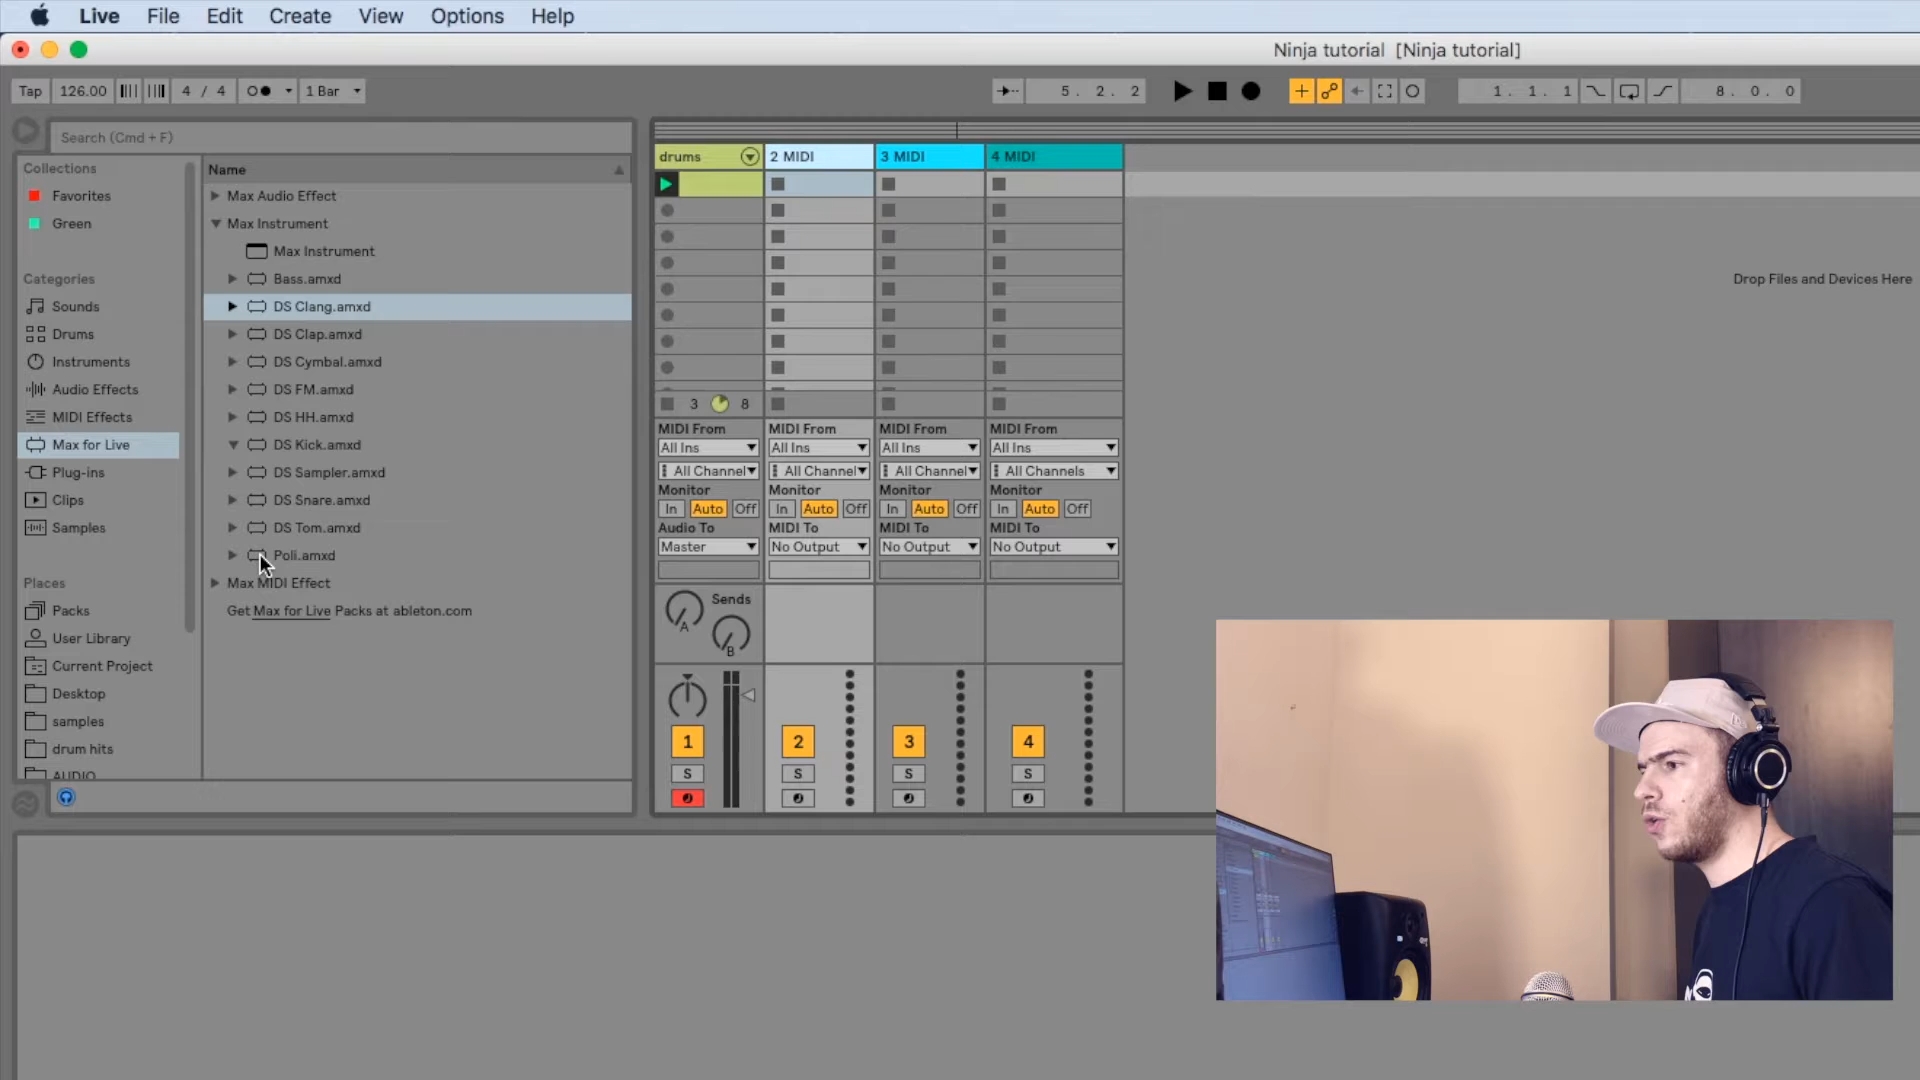 Live File Edit Create View Options Help
Ninja tutorial [Ninja tutorial]
Tap 126.00 4 / 4 1 Bar 5. 2. 2 1. 1. 1 8. 0. 0
Search (Cmd + F)
Collections
Favorites
Green
Categories
Sounds
Drums
Instruments
Audio Effects
MIDI Effects
Max for Live
Plug-ins
Clips
Samples
Places
Packs
User Library
Current Project
Desktop
samples
drum hits
AUDIO
Name
Max Audio Effect
Max Instrument
Max Instrument
Bass.amxd
DS Clang.amxd
DS Clap.amxd
DS Cymbal.amxd
DS FM.amxd
DS HH.amxd
DS Kick.amxd
DS Sampler.amxd
DS Snare.amxd
DS Tom.amxd
Poli.amxd
Max MIDI Effect
Get Max for Live Packs at ableton.com
drums 2 MIDI 3 MIDI 4 MIDI
3 8
MIDI From MIDI From MIDI From MIDI From
All Ins All Ins All Ins All Ins
All Channel All Channel All Channel All Channels
Monitor Monitor Monitor Monitor
In Auto Off In Auto Off In Auto Off In Auto Off
Audio To MIDI To MIDI To MIDI To
Master No Output No Output No Output
Sends
A
B
1 2 3 4
S S S S
Drop Files and Devices Here